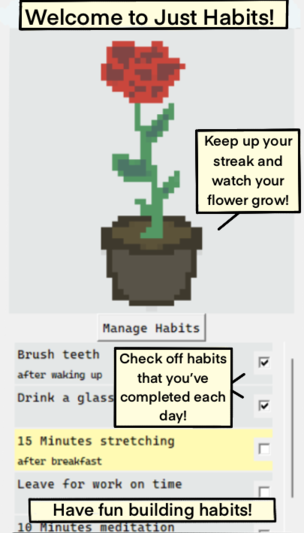 Welcome to Just Habits!
Keep up your
streak and
watch your
flower grow!
Manage Habits
Brush teeth
after waking up
Check off habits
that you've
completed each
day!
Drink a glass
15 Minutes stretching
after breakfast
Leave for work on time
Have fun building habits!
10 Minutes meditation